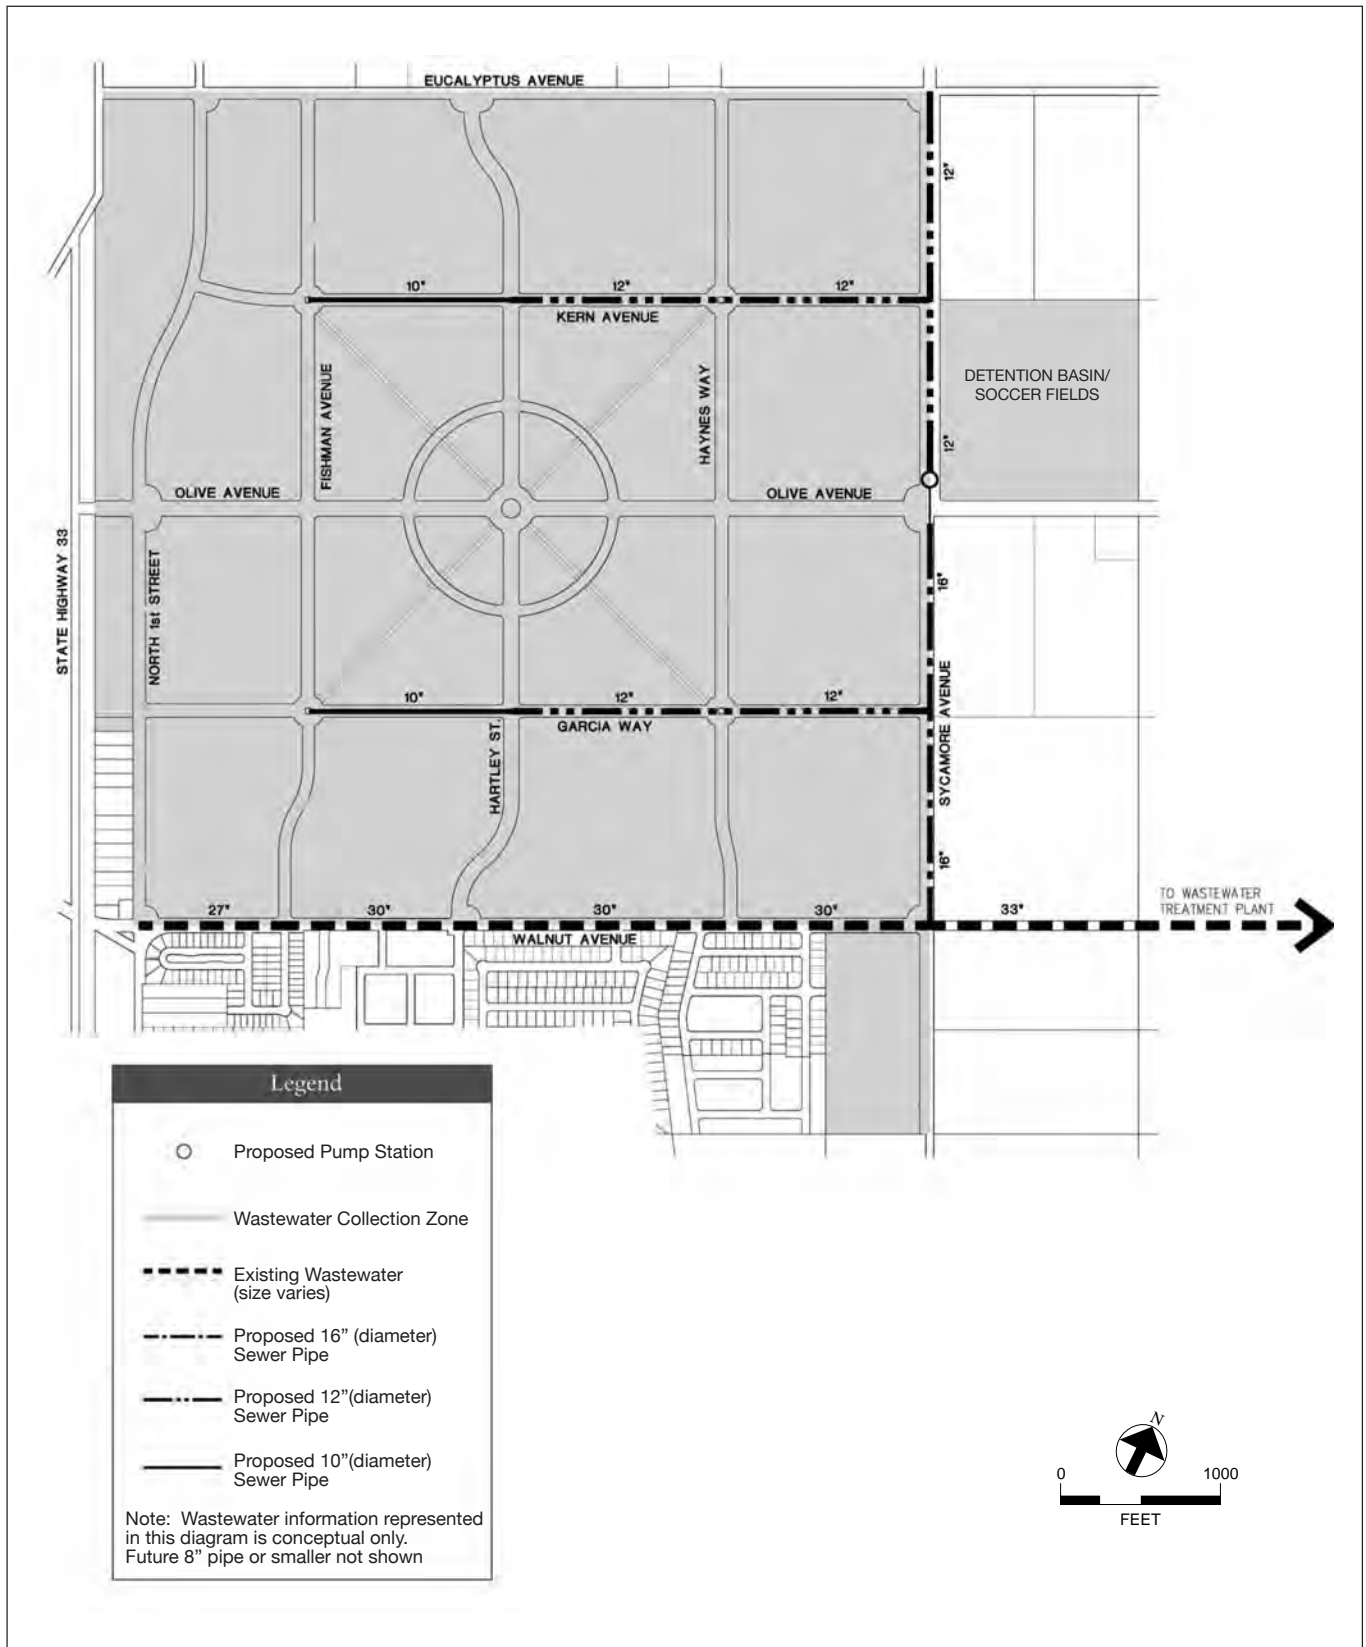 EUCALYPTUS AVENUE
12"
10"
12"
12"
KERN AVENUE
FISHMAN AVENUE
HAYNES WAY
DETENTION BASIN/
SOCCER FIELDS
12"
OLIVE AVENUE
OLIVE AVENUE
STATE HIGHWAY 33
NORTH 1st STREET
16"
10"
12"
12"
GARCIA WAY
HARTLEY ST.
SYCAMORE AVENUE
16"
27"
30"
30"
30"
33"
TO WASTEWATER
TREATMENT PLANT
WALNUT AVENUE
Legend
Proposed Pump Station
Wastewater Collection Zone
Existing Wastewater
(size varies)
Proposed 16” (diameter)
Sewer Pipe
Proposed 12”(diameter)
Sewer Pipe
Proposed 10”(diameter)
Sewer Pipe
Note: Wastewater information represented
in this diagram is conceptual only.
Future 8” pipe or smaller not shown
N
0 1000
FEET